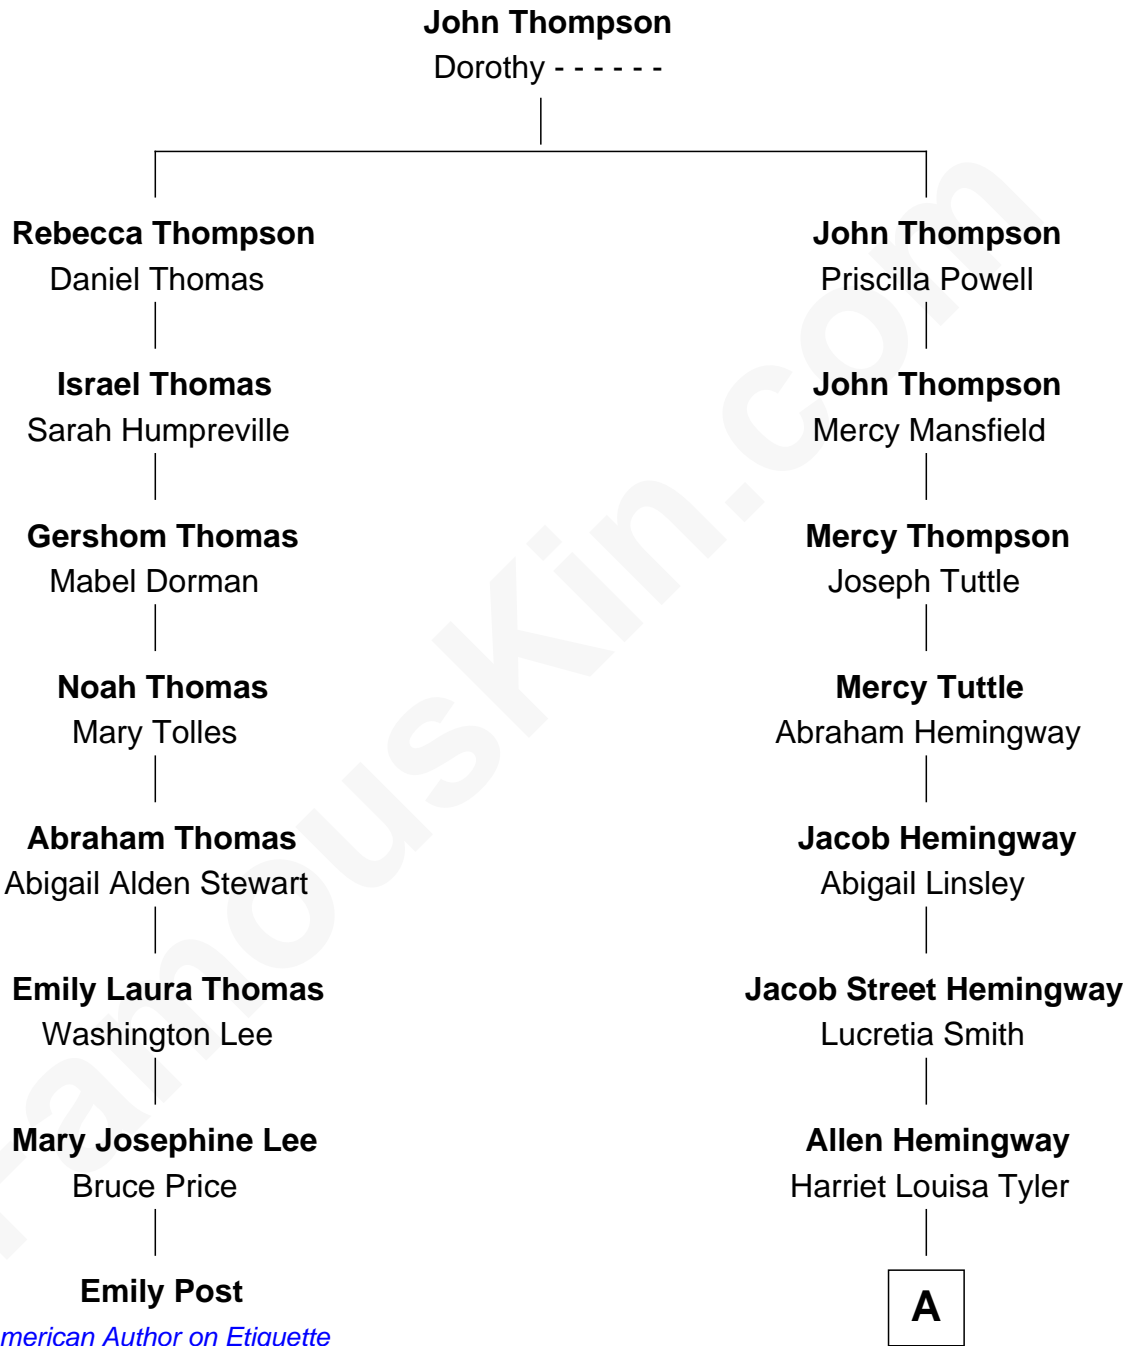 John Thompson
Dorothy - - - - - -
Rebecca Thompson
Daniel Thomas
Israel Thomas
Sarah Humpreville
Gershom Thomas
Mabel Dorman
Noah Thomas
Mary Tolles
Abraham Thomas
Abigail Alden Stewart
Emily Laura Thomas
Washington Lee
Mary Josephine Lee
Bruce Price
Emily Post
merican Author on Etiquette
John Thompson
Priscilla Powell
John Thompson
Mercy Mansfield
Mercy Thompson
Joseph Tuttle
Mercy Tuttle
Abraham Hemingway
Jacob Hemingway
Abigail Linsley
Jacob Street Hemingway
Lucretia Smith
Allen Hemingway
Harriet Louisa Tyler
A
FamousKin.com